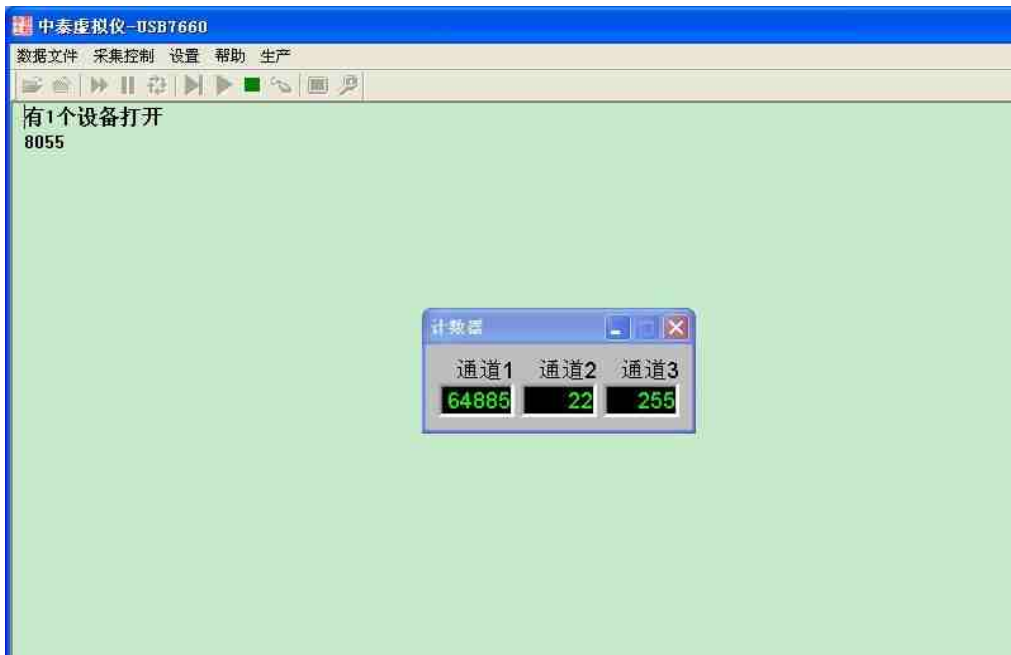 中泰虚拟仪-USB7660
数据文件 采集控制 设置 帮助 生产
有1个设备打开
8055
计数器
通道1 通道2 通道3
64885 22 255